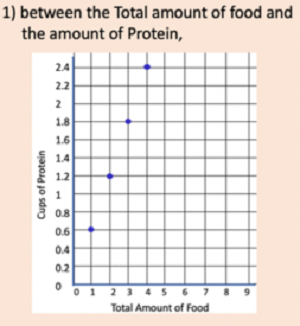 1) between the Total amount of food and
the amount of Protein,
2.4
2.2
2
1.8
1.6
1.4
1.2
1
0.8
0.6
0.4
0.2
0
Cups of Protein
0 1 2 3 4 5 6 7 8 9
Total Amount of Food